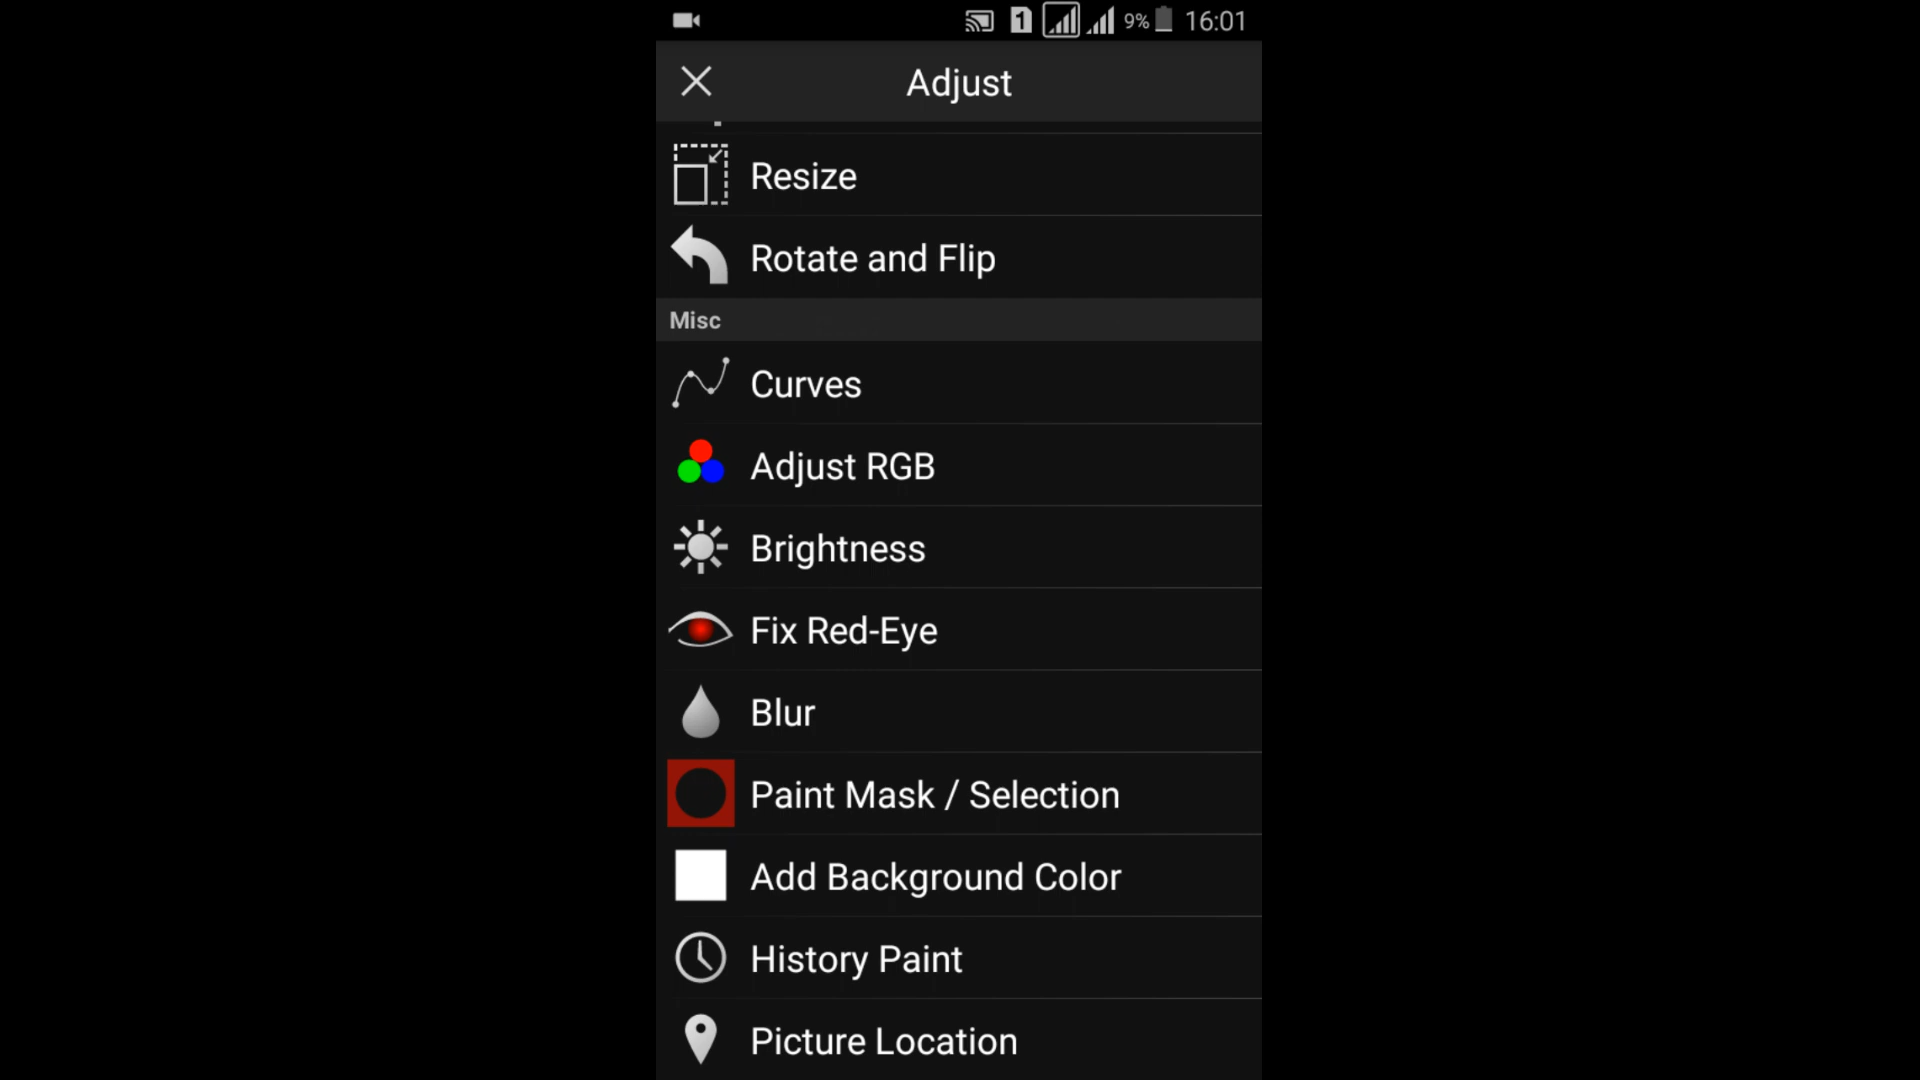 1 9% 16:01
Adjust
Resize
Rotate and Flip
Misc
Curves
Adjust RGB
Brightness
Fix Red-Eye
Blur
Paint Mask / Selection
Add Background Color
History Paint
Picture Location